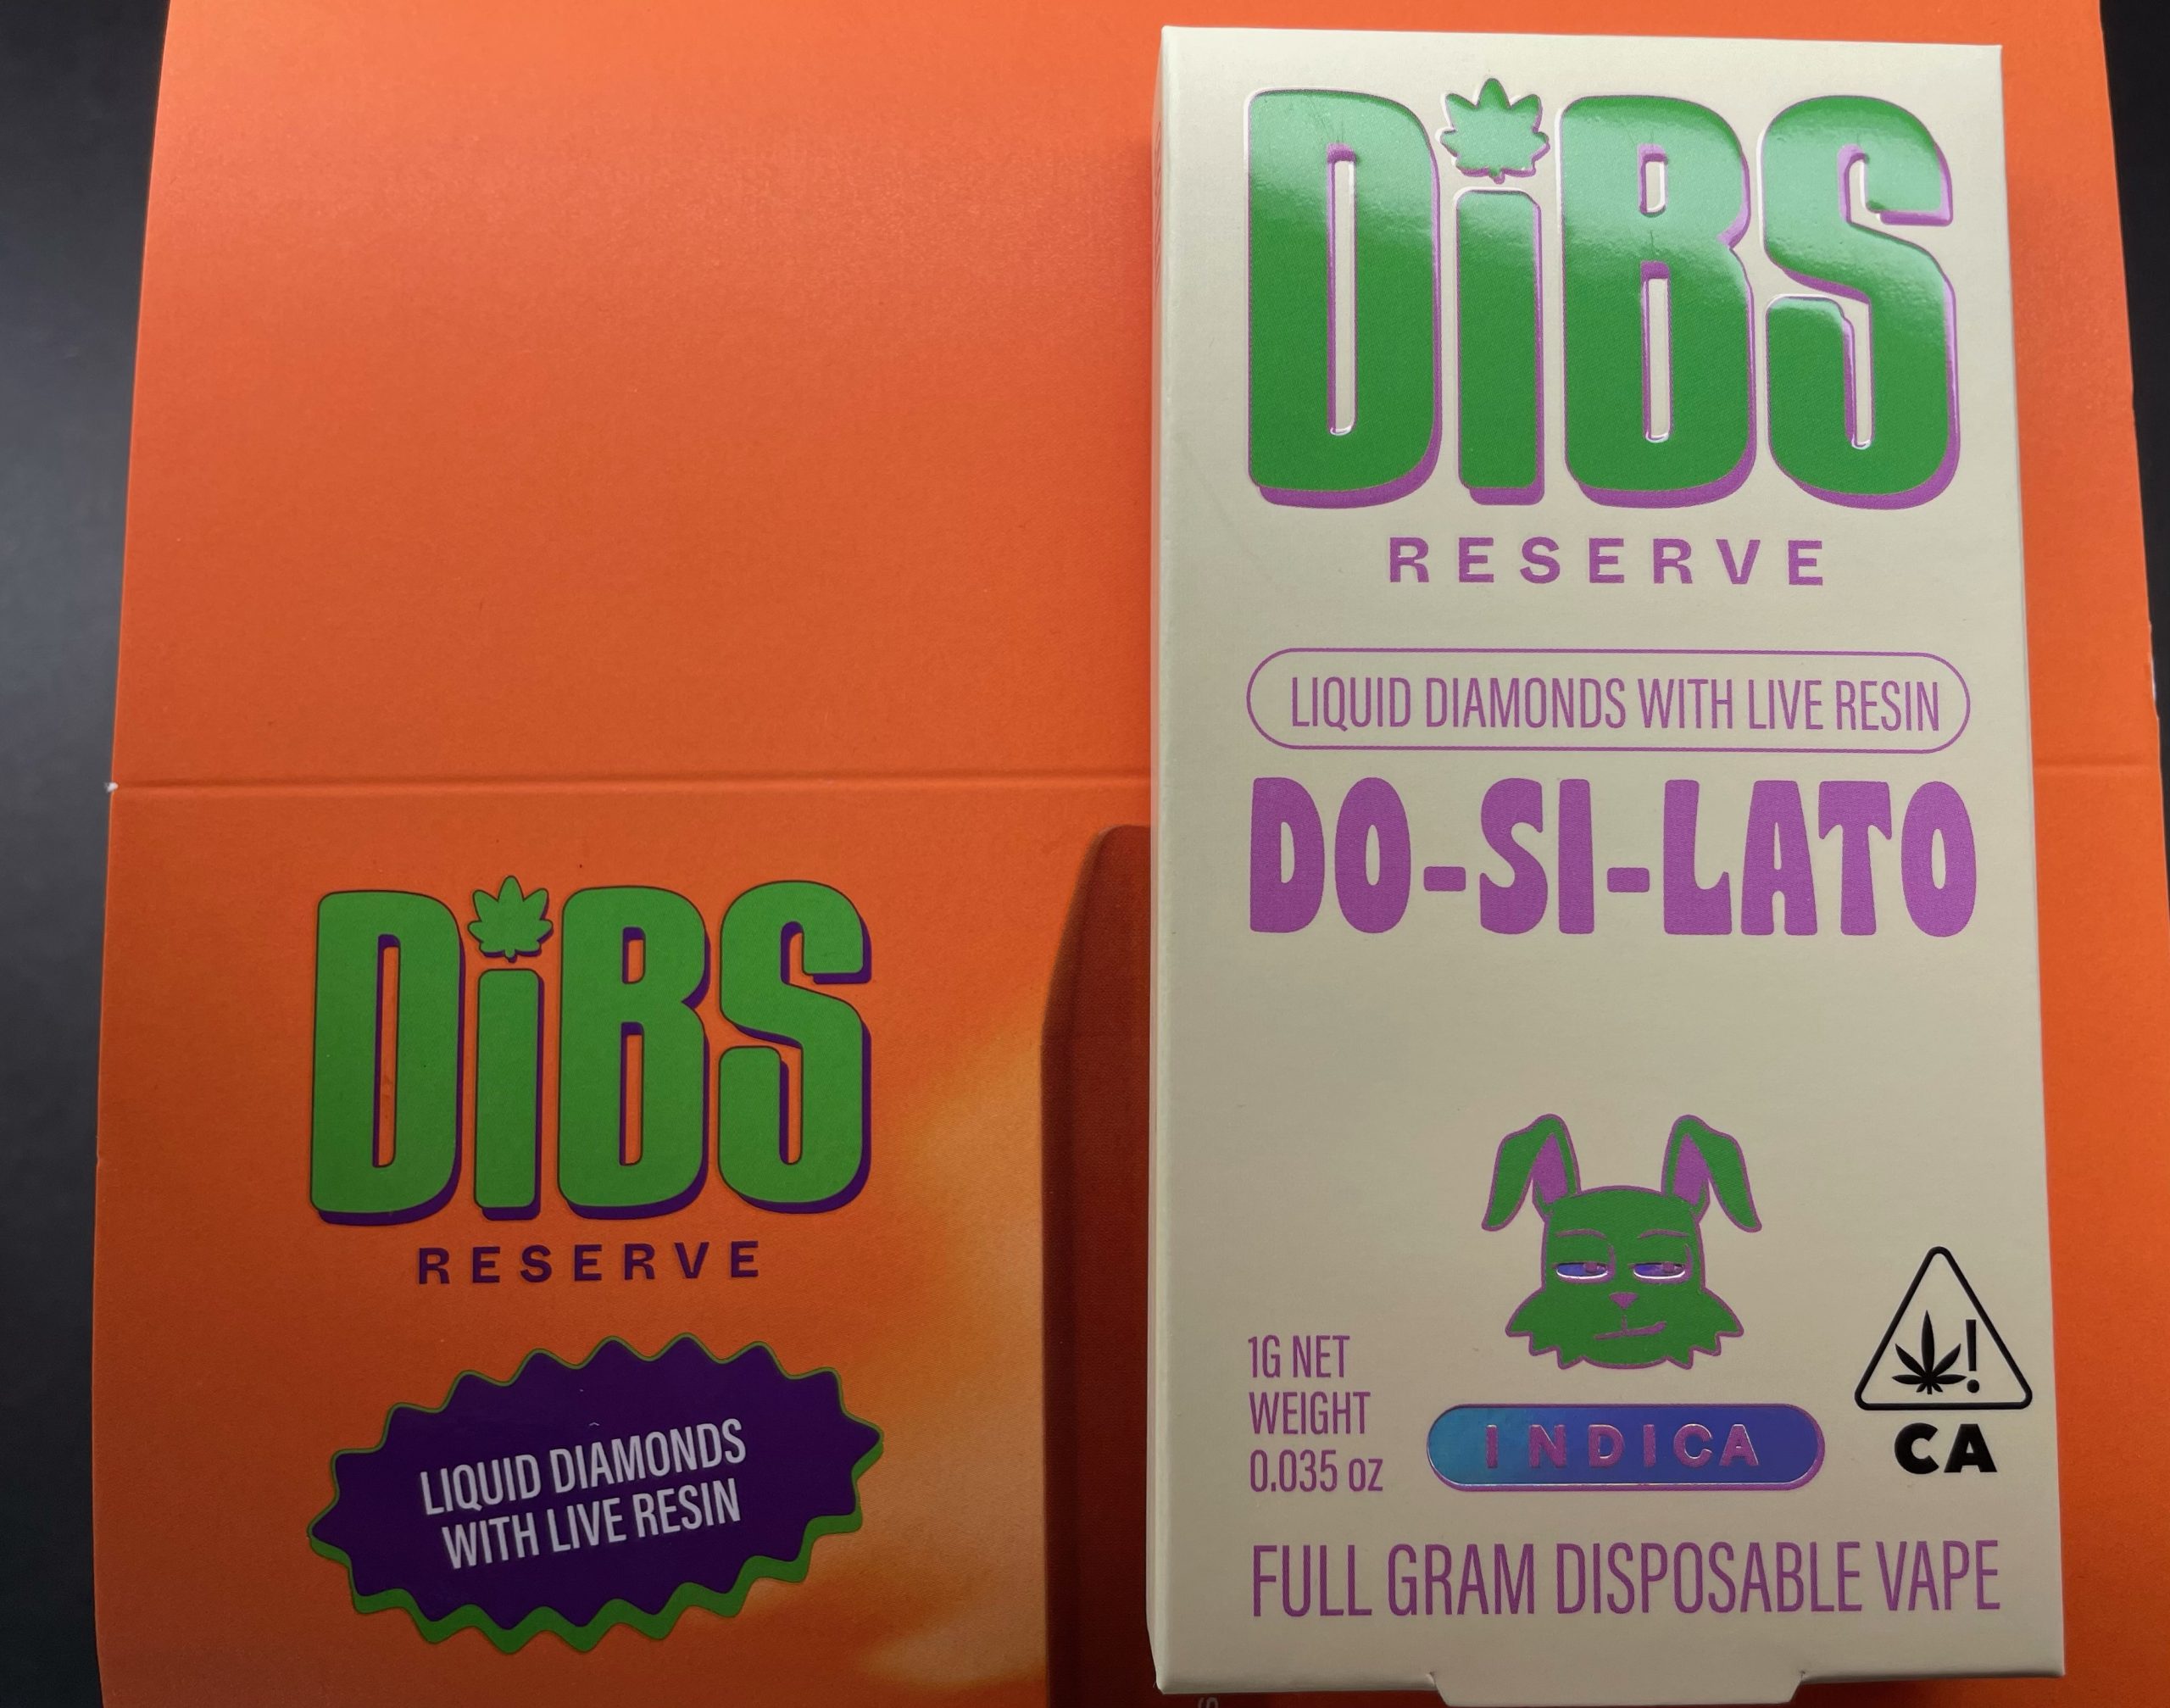 DiBS
RESERVE
LIQUID DIAMONDS
WITH LIVE RESIN
DiBS
RESERVE
LIQUID DIAMONDS WITH LIVE RESIN
DO-SI-LATO
1G NET
WEIGHT
0.035 oz
INDICA
!
CA
FULL GRAM DISPOSABLE VAPE